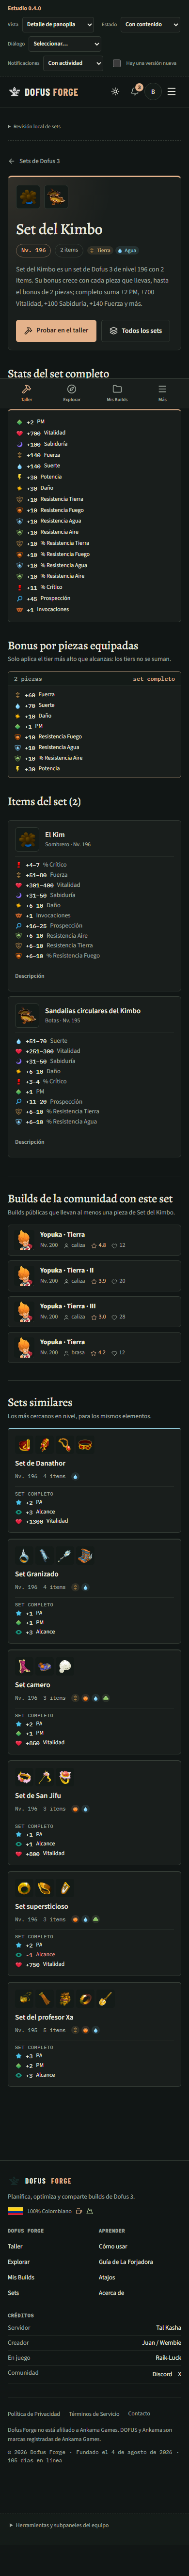 Estudio 0.4.0
Vista Detalle de panoplia Estado Con contenido
Diálogo Seleccionar...
Notificaciones Con actividad Hay una versión nueva
DOFUS FORGE 3 B
Revisión local de sets
Sets de Dofus 3
Set del Kimbo
Nv. 196 2 items Tierra Agua
Set del Kimbo es un set de Dofus 3 de nivel 196 con 2
items. Su bonus crece con cada pieza que llevas, hasta
el bonus de 2 piezas; completo suma +2 PM, +700
Vitalidad, +100 Sabiduría, +140 Fuerza y más.
Probar en el taller Todos los sets
Stats del set completo
Taller Explorar Mis Builds Más
+2 PM
+700 Vitalidad
+100 Sabiduría
+140 Fuerza
+140 Suerte
+30 Potencia
+30 Daño
+10 Resistencia Tierra
+10 Resistencia Fuego
+10 Resistencia Agua
+10 Resistencia Aire
+10 % Resistencia Tierra
+10 % Resistencia Fuego
+10 % Resistencia Agua
+10 % Resistencia Aire
+11 % Crítico
+45 Prospección
+1 Invocaciones
Bonus por piezas equipadas
Solo aplica el tier más alto que alcanzas: los tiers no se suman.
2 piezas set completo
+60 Fuerza
+70 Suerte
+10 Daño
+1 PM
+10 Resistencia Fuego
+10 Resistencia Agua
+10 % Resistencia Aire
+30 Potencia
Items del set (2)
El Kim
Sombrero · Nv. 196
+4–7 % Crítico
+51–80 Fuerza
+301–400 Vitalidad
+31–50 Sabiduría
+6–10 Daño
+1 Invocaciones
+16–25 Prospección
+6–10 Resistencia Aire
+6–10 Resistencia Tierra
+6–10 % Resistencia Fuego
Descripción
Sandalias circulares del Kimbo
Botas · Nv. 195
+51–70 Suerte
+251–300 Vitalidad
+31–50 Sabiduría
+6–10 Daño
+3–4 % Crítico
+1 PM
+11–20 Prospección
+6–10 % Resistencia Tierra
+6–10 % Resistencia Agua
Descripción
Builds de la comunidad con este set
Builds públicas que llevan al menos una pieza de Set del Kimbo.
Yopuka · Tierra
Nv. 200 caliza 4.8 12
Yopuka · Tierra · II
Nv. 200 caliza 3.9 20
Yopuka · Tierra · III
Nv. 200 caliza 3.0 28
Yopuka · Tierra
Nv. 200 brasa 4.2 12
Sets similares
Los más cercanos en nivel, para los mismos elementos.
Set de Danathor
Nv. 196 4 items
SET COMPLETO
+2 PA
+3 Alcance
+1300 Vitalidad
Set Granizado
Nv. 196 4 items
SET COMPLETO
+1 PA
+1 PM
+3 Alcance
Set camero
Nv. 196 3 items
SET COMPLETO
+2 PA
+1 PM
+850 Vitalidad
Set de San Jifu
Nv. 196 3 items
SET COMPLETO
+1 PA
+1 Alcance
+800 Vitalidad
Set supersticioso
Nv. 196 3 items
SET COMPLETO
+2 PA
-1 Alcance
+750 Vitalidad
Set del profesor Xa
Nv. 195 5 items
SET COMPLETO
+3 PA
+2 PM
+3 Alcance
DOFUS FORGE
Planifica, optimiza y comparte builds de Dofus 3.
100% Colombiano
DOFUS FORGE APRENDER
Taller Cómo usar
Explorar Guía de La Forjadora
Mis Builds Atajos
Sets Acerca de
CRÉDITOS
Servidor Tal Kasha
Creador Juan / Wembie
En juego Raik-Luck
Comunidad Discord X
Política de Privacidad Términos de Servicio Contacto
Dofus Forge no está afiliado a Ankama Games. DOFUS y Ankama son
marcas registradas de Ankama Games.
© 2026 Dofus Forge · Fundado el 4 de agosto de 2026 ·
105 días en línea
Herramientas y subpaneles del equipo